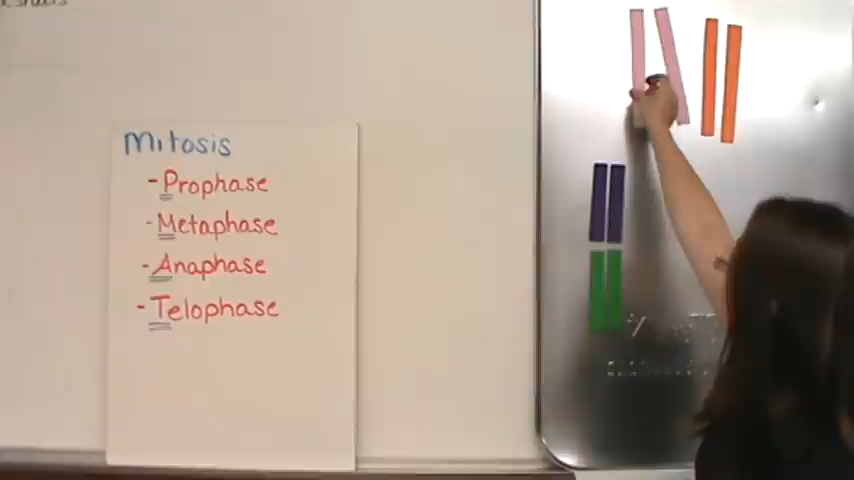 Mitosis
- Prophase
- Metaphase
- Anaphase
- Telophase